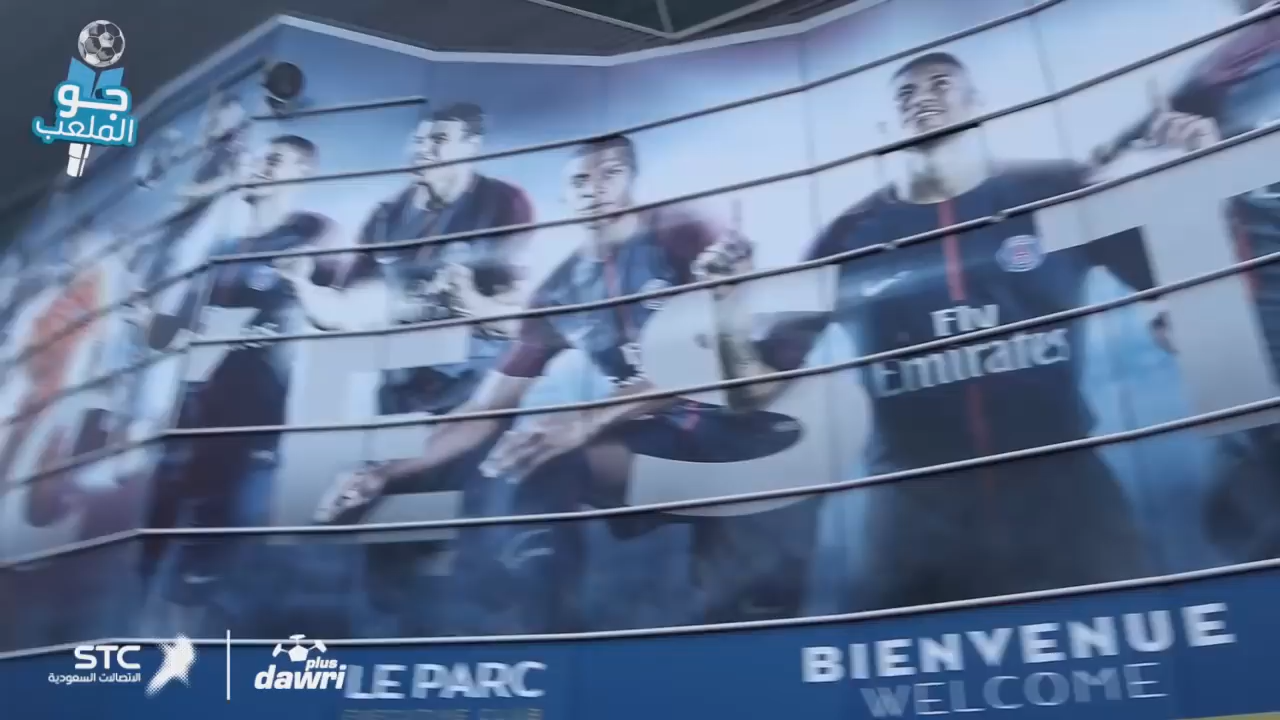 جو
الملعب
Fly
Emirates
STC
الاتصالات السعودية
plus
dawri
LE PARC
BIENVENUE
WELCOME